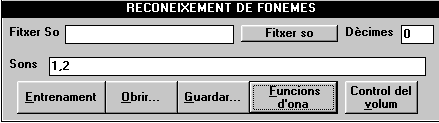 RECONEIXEMENT DE FONEMES
Fitxer So Fitxer so Dècimes 0
Sons 1,2
Entrenament Obrir... Guardar... Funcions d'ona Control del volum